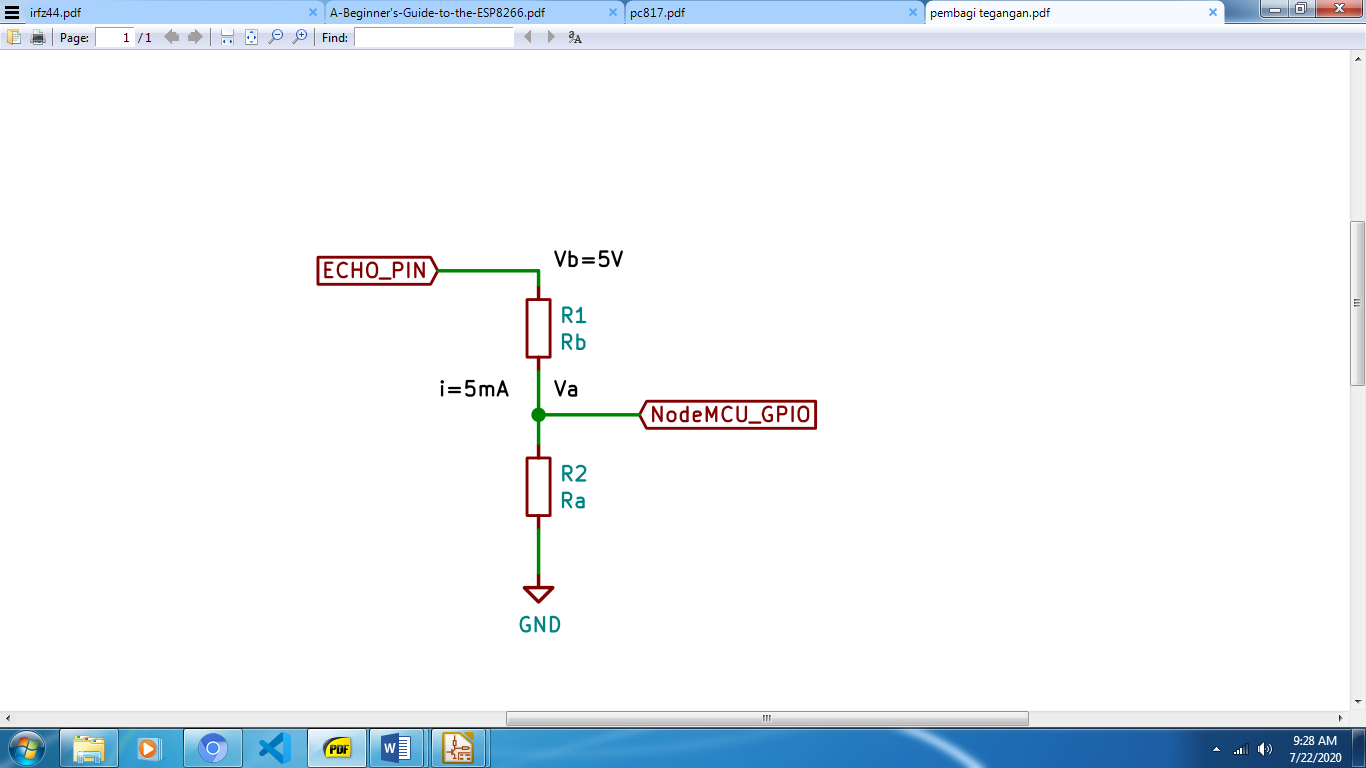 irfz44.pdf
A-Beginner's-Guide-to-the-ESP8266.pdf
pc817.pdf
pembagi tegangan.pdf
Page: 1 / 1
Find:
ECHO_PIN
Vb=5V
R1
Rb
i=5mA
Va
NodeMCU_GPIO
R2
Ra
GND
PDF
9:28 AM
7/22/2020